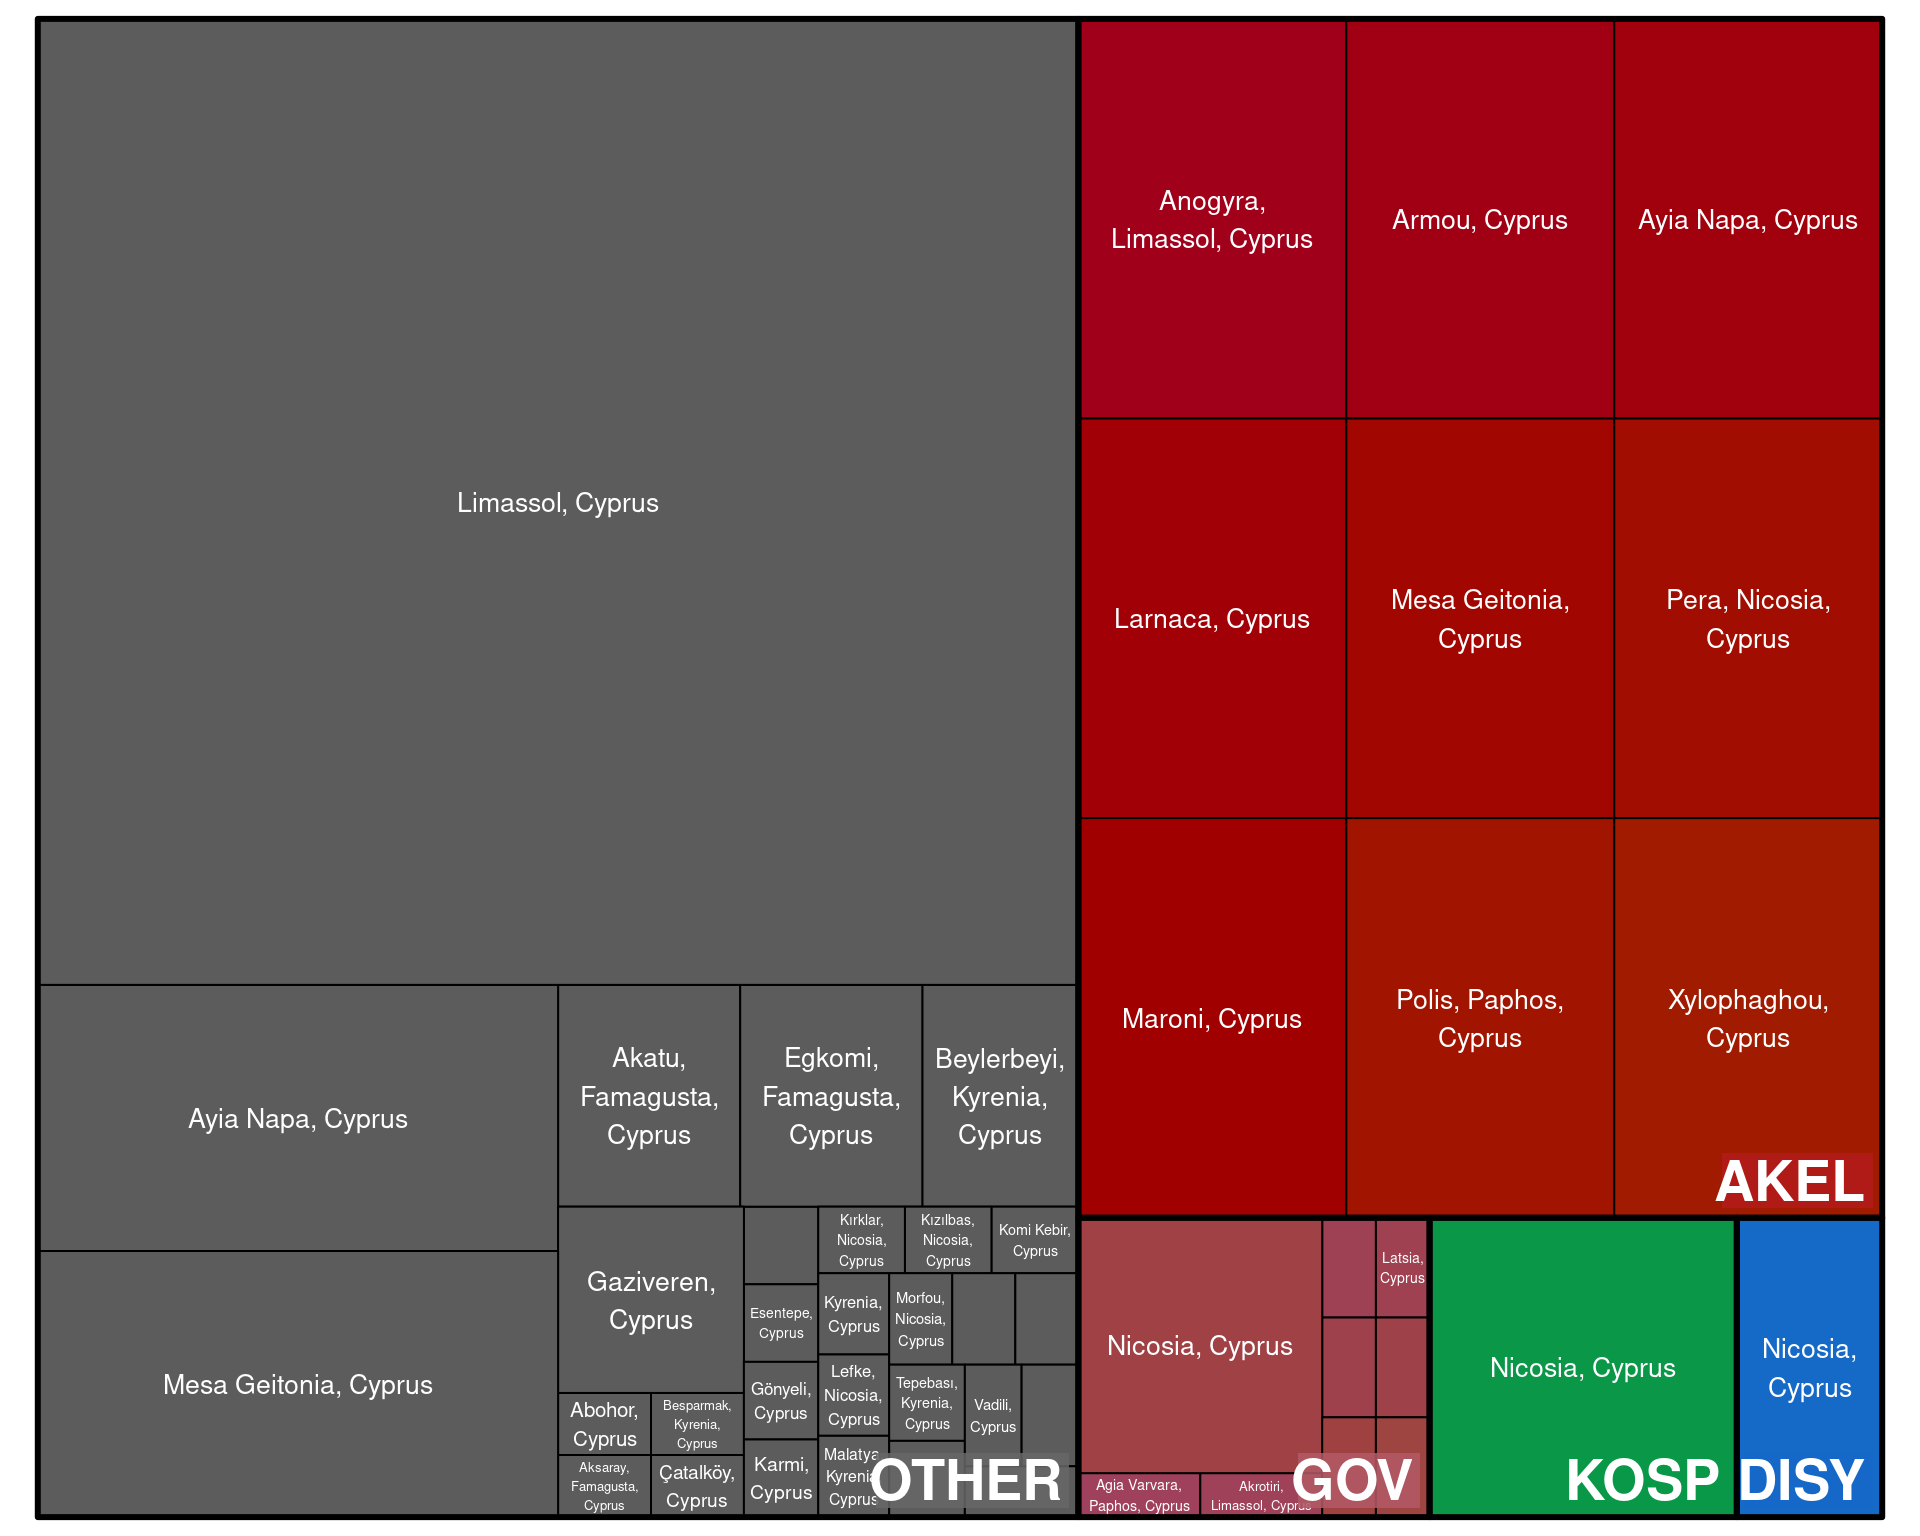 Limassol, Cyprus
Ayia Napa, Cyprus
Mesa Geitonia, Cyprus
Akatu,
Famagusta,
Cyprus
Egkomi,
Famagusta,
Cyprus
Beylerbeyi,
Kyrenia,
Cyprus
Gaziveren,
Cyprus
Abohor,
Cyprus
Besparmak,
Kyrenia,
Cyprus
Aksaray,
Famagusta,
Cyprus
Çatalköy,
Cyprus
Esentepe,
Cyprus
Gönyeli,
Cyprus
Karmi,
Cyprus
Kırklar,
Nicosia,
Cyprus
Kızılbas,
Nicosia,
Cyprus
Komi Kebir,
Cyprus
Kyrenia,
Cyprus
Lefke,
Nicosia,
Cyprus
Malatya,
Kyrenia,
Cyprus
Morfou,
Nicosia,
Cyprus
Tepebası,
Kyrenia,
Cyprus
Vadili,
Cyprus
OTHER
Anogyra,
Limassol, Cyprus
Armou, Cyprus
Ayia Napa, Cyprus
Larnaca, Cyprus
Mesa Geitonia,
Cyprus
Pera, Nicosia,
Cyprus
Maroni, Cyprus
Polis, Paphos,
Cyprus
Xylophaghou,
Cyprus
AKEL
Nicosia, Cyprus
Latsia,
Cyprus
Agia Varvara,
Paphos, Cyprus
Akrotiri,
Limassol, Cyprus
GOV
Nicosia, Cyprus
KOSP
Nicosia,
Cyprus
DISY